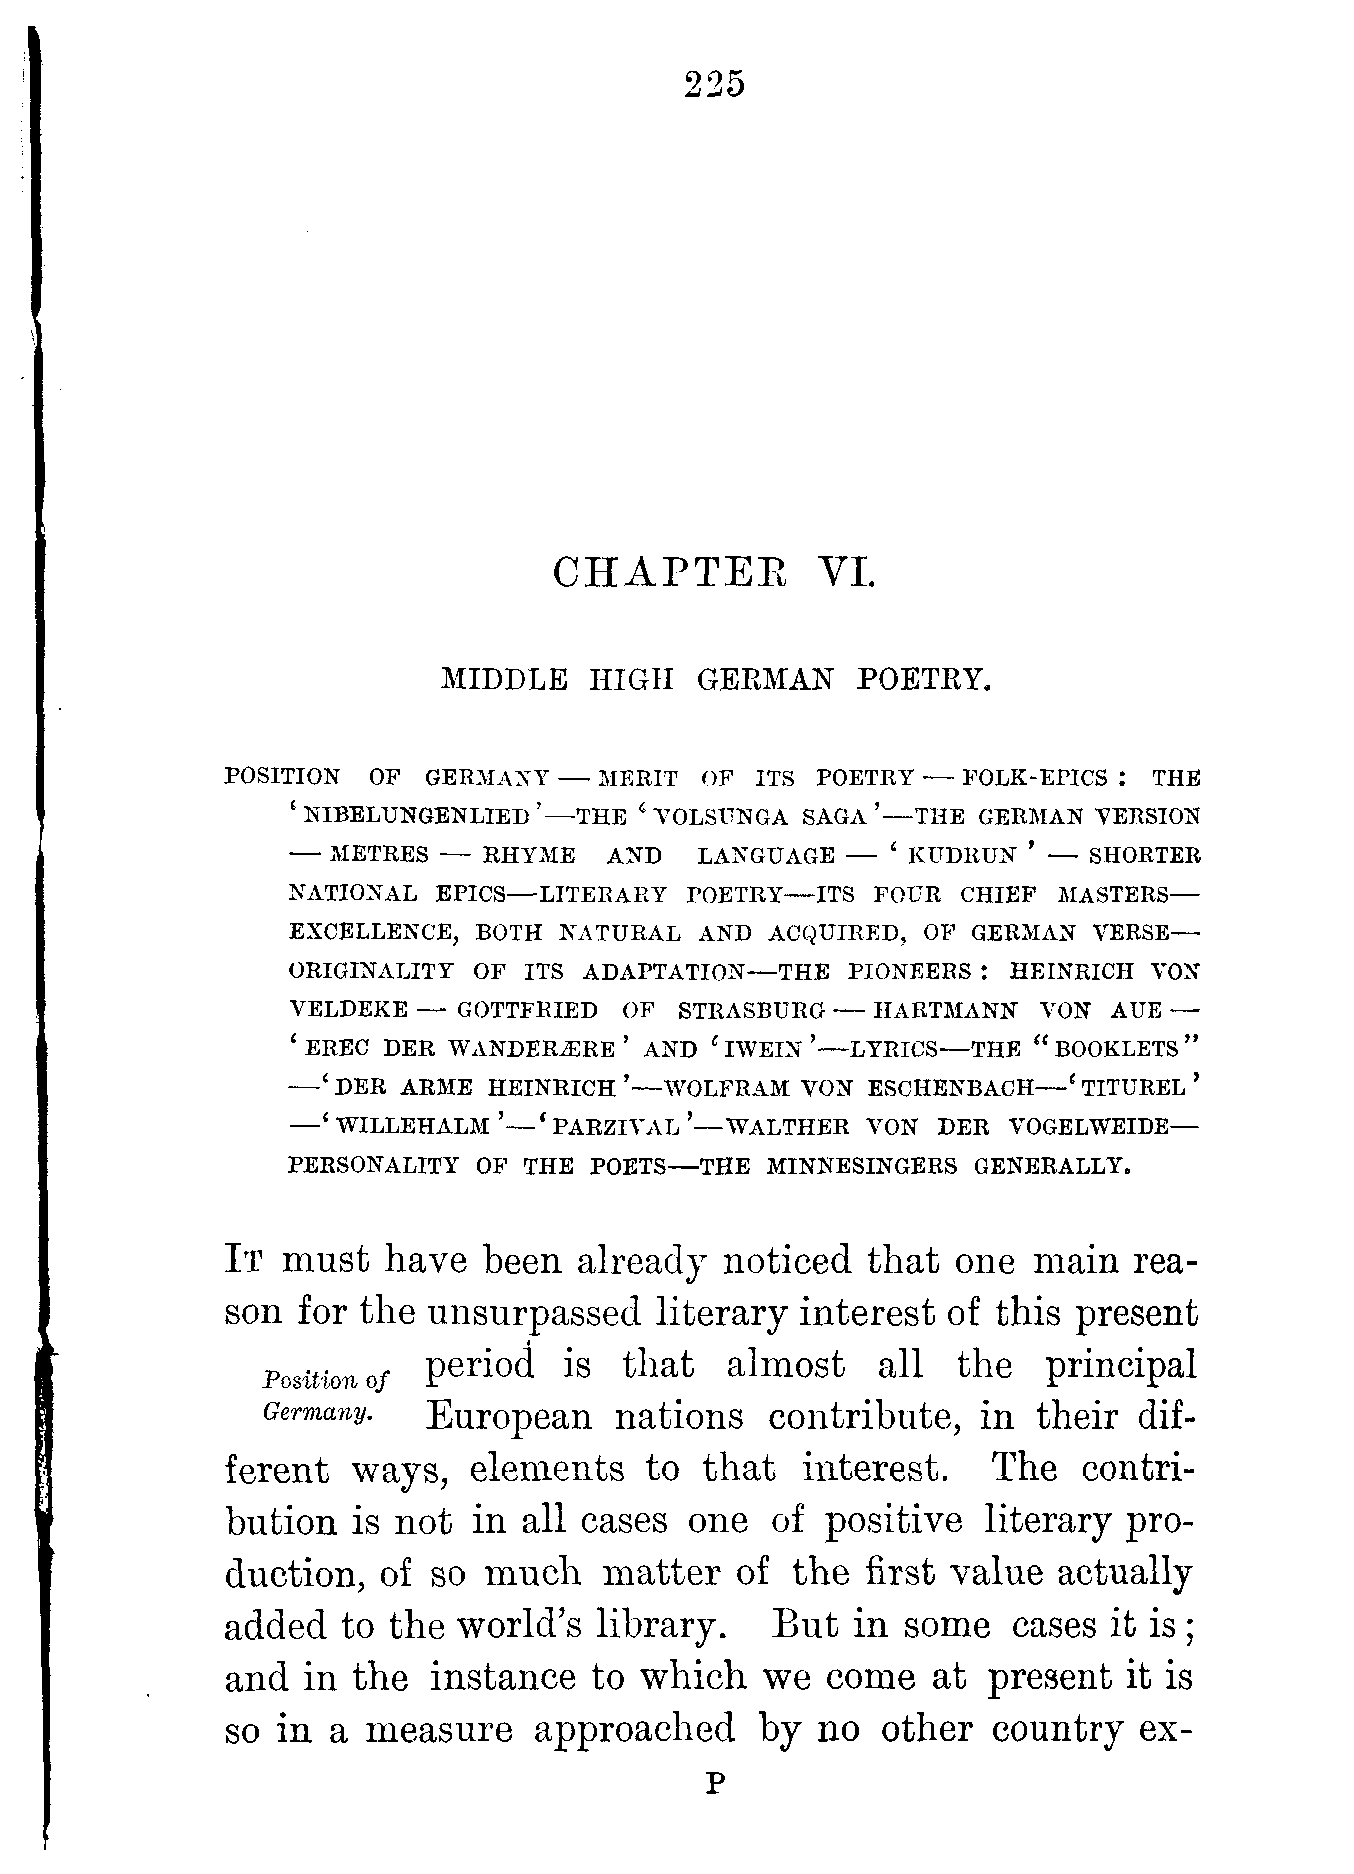 225
CHAPTER VI.
MIDDLE HIGH GERMAN POETRY.
POSITION OF GERMANY — MERIT OF ITS POETRY — FOLK-EPICS : THE
‘NIBELUNGENLIED’—THE ‘VOLSUNGA SAGA’—THE GERMAN VERSION
— METRES — RHYME AND LANGUAGE — ‘KUDRUN’ — SHORTER
NATIONAL EPICS—LITERARY POETRY—ITS FOUR CHIEF MASTERS—
EXCELLENCE, BOTH NATURAL AND ACQUIRED, OF GERMAN VERSE—
ORIGINALITY OF ITS ADAPTATION—THE PIONEERS : HEINRICH VON
VELDEKE — GOTTFRIED OF STRASBURG — HARTMANN VON AUE —
‘EREC DER WANDERÆRE’ AND ‘IWEIN’—LYRICS—THE “BOOKLETS”
—‘DER ARME HEINRICH’—WOLFRAM VON ESCHENBACH—‘TITUREL’
—‘WILLEHALM’—‘PARZIVAL’—WALTHER VON DER VOGELWEIDE—
PERSONALITY OF THE POETS—THE MINNESINGERS GENERALLY.
IT must have been already noticed that one main rea-
son for the unsurpassed literary interest of this present
Position of
Germany.
period is that almost all the principal
European nations contribute, in their dif-
ferent ways, elements to that interest. The contri-
bution is not in all cases one of positive literary pro-
duction, of so much matter of the first value actually
added to the world's library. But in some cases it is ;
and in the instance to which we come at present it is
so in a measure approached by no other country ex-
P